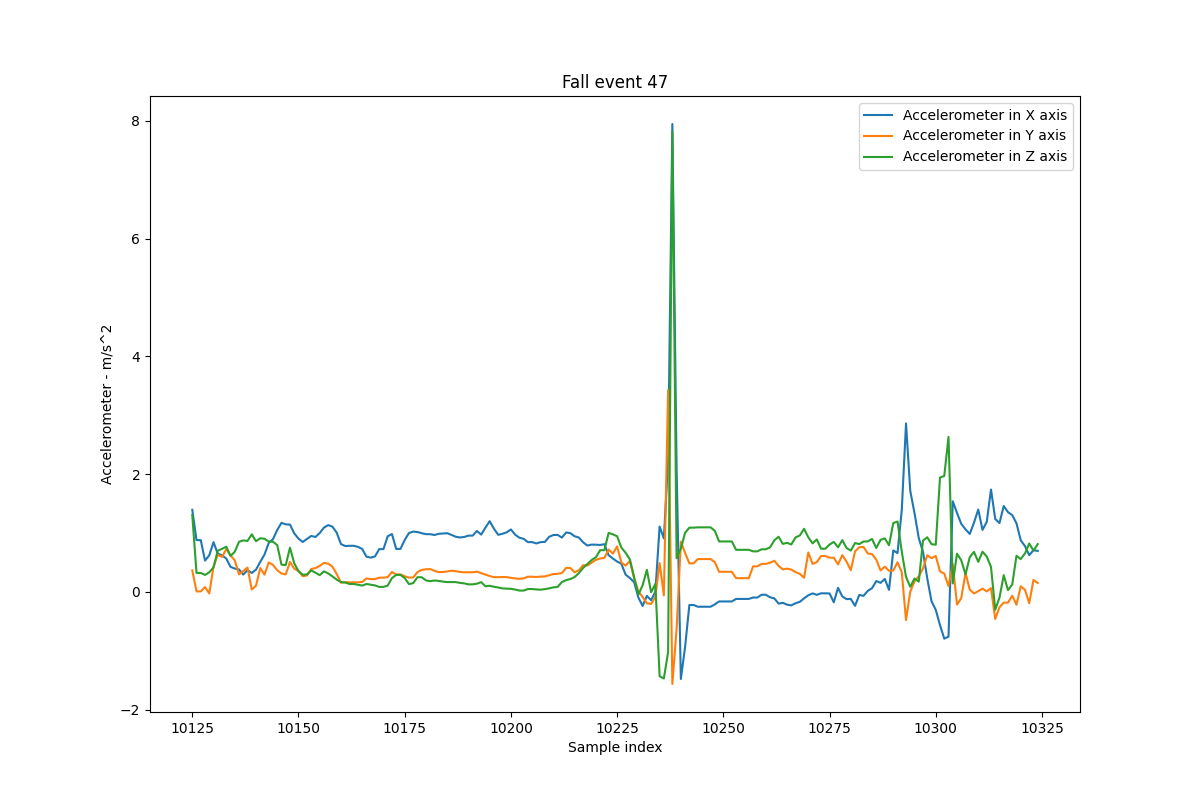 Fall event 47
Accelerometer in X axis
Accelerometer in Y axis
Accelerometer in Z axis
8
6
4
2
0
−2
Accelerometer - m/s^2
10125 10150 10175 10200 10225 10250 10275 10300 10325
Sample index